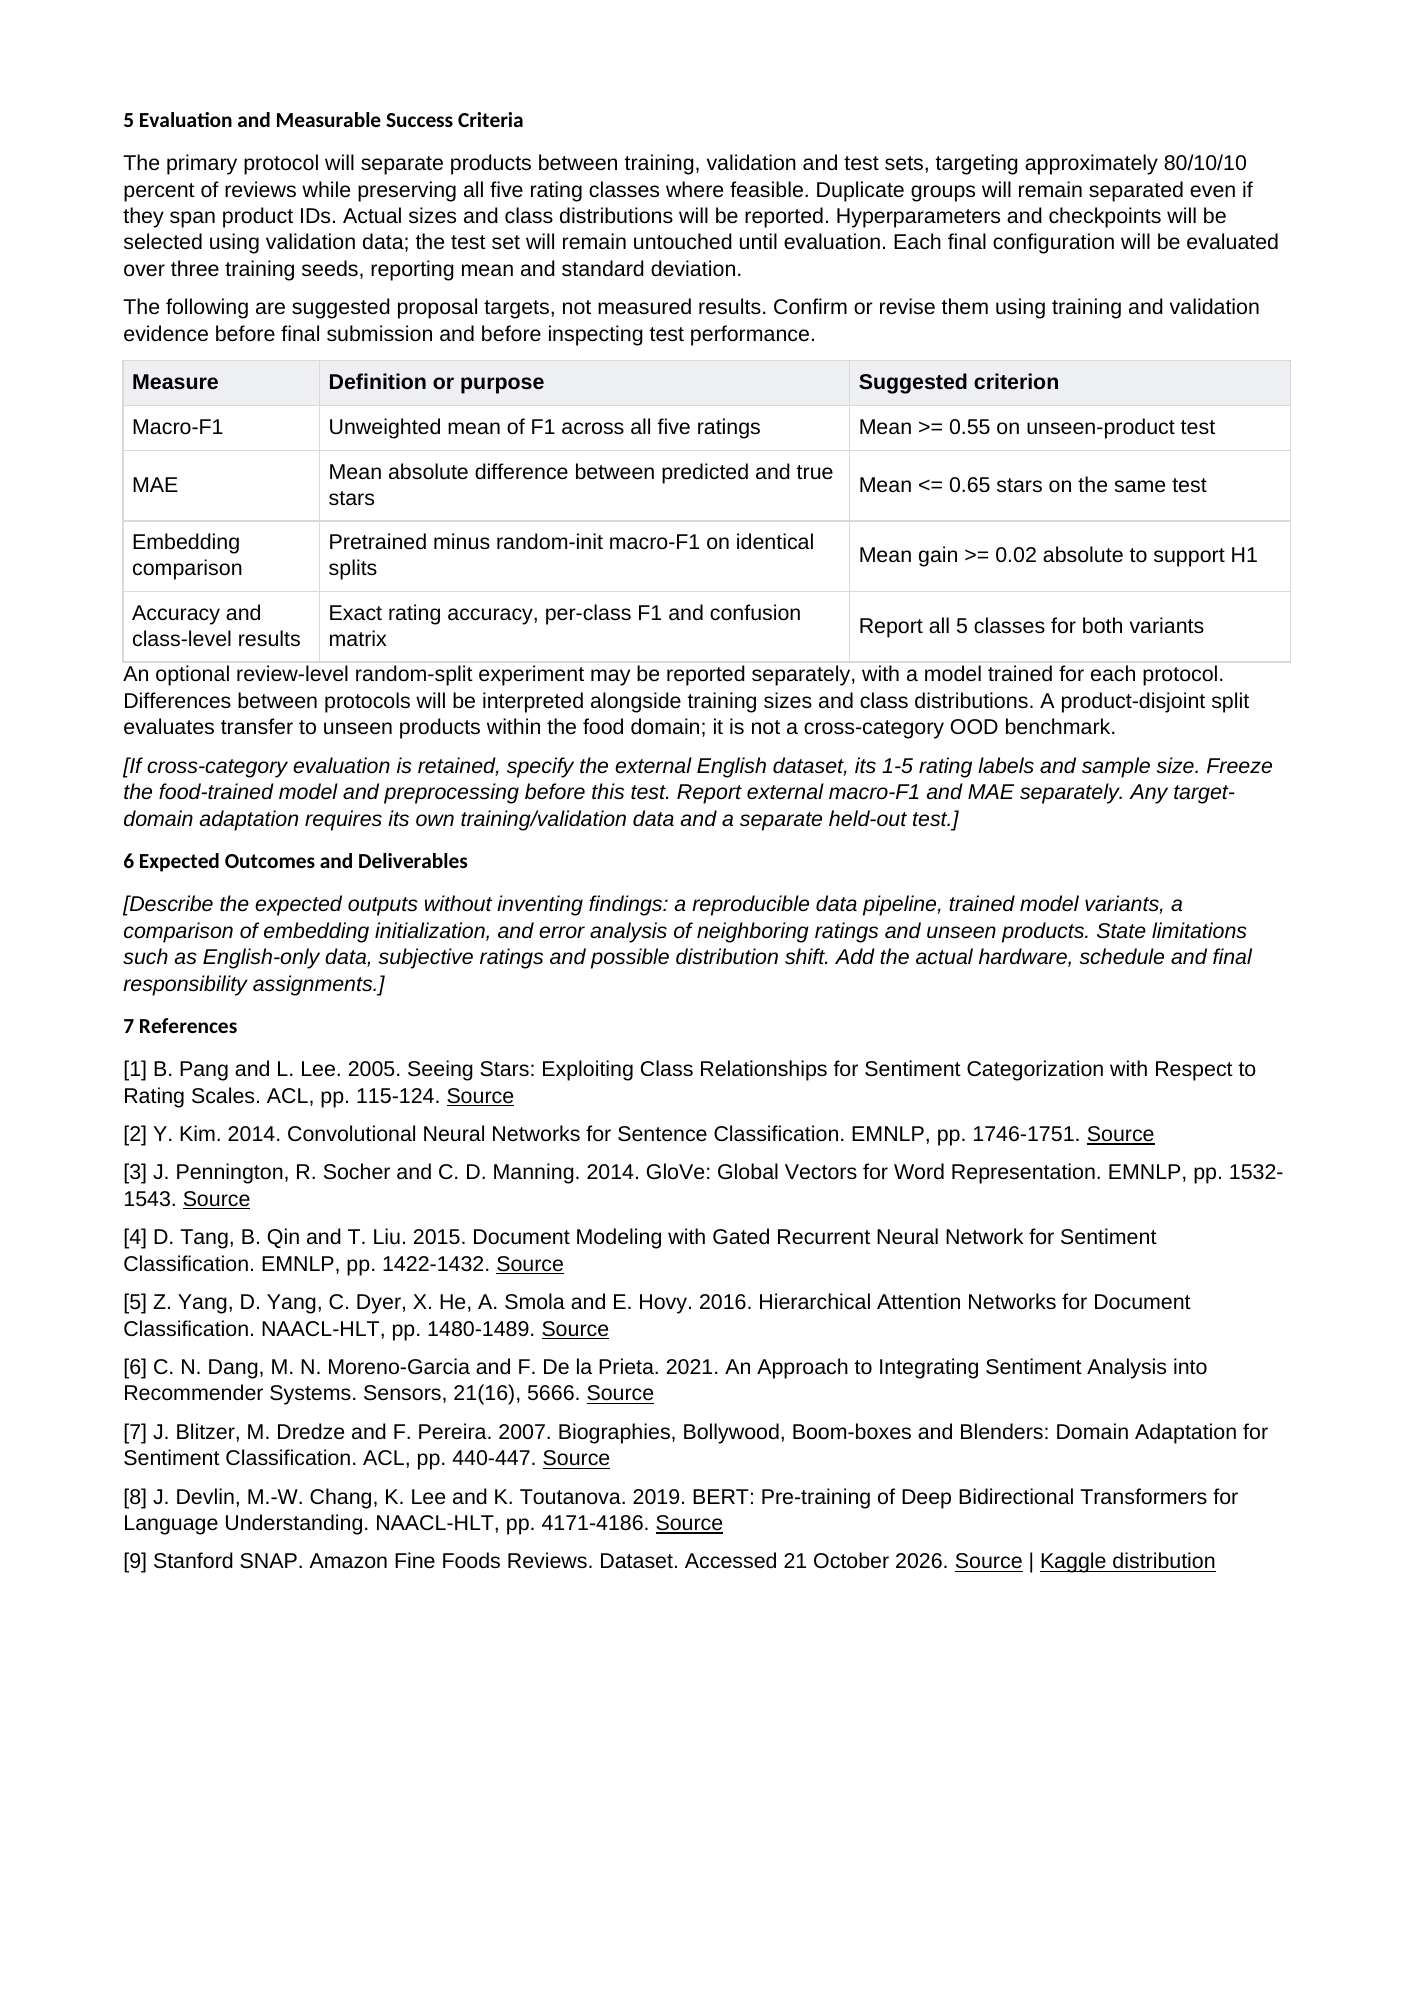 5 Evaluation and Measurable Success Criteria
The primary protocol will separate products between training, validation and test sets, targeting approximately 80/10/10
percent of reviews while preserving all five rating classes where feasible. Duplicate groups will remain separated even if
they span product IDs. Actual sizes and class distributions will be reported. Hyperparameters and checkpoints will be
selected using validation data; the test set will remain untouched until evaluation. Each final configuration will be evaluated
over three training seeds, reporting mean and standard deviation.
The following are suggested proposal targets, not measured results. Confirm or revise them using training and validation
evidence before final submission and before inspecting test performance.
Measure Definition or purpose Suggested criterion
Macro-F1 Unweighted mean of F1 across all five ratings Mean >= 0.55 on unseen-product test
MAE Mean absolute difference between predicted and true
stars Mean <= 0.65 stars on the same test
Embedding
comparison Pretrained minus random-init macro-F1 on identical
splits Mean gain >= 0.02 absolute to support H1
Accuracy and
class-level results Exact rating accuracy, per-class F1 and confusion
matrix Report all 5 classes for both variants
An optional review-level random-split experiment may be reported separately, with a model trained for each protocol.
Differences between protocols will be interpreted alongside training sizes and class distributions. A product-disjoint split
evaluates transfer to unseen products within the food domain; it is not a cross-category OOD benchmark.
[If cross-category evaluation is retained, specify the external English dataset, its 1-5 rating labels and sample size. Freeze
the food-trained model and preprocessing before this test. Report external macro-F1 and MAE separately. Any target-
domain adaptation requires its own training/validation data and a separate held-out test.]
6 Expected Outcomes and Deliverables
[Describe the expected outputs without inventing findings: a reproducible data pipeline, trained model variants, a
comparison of embedding initialization, and error analysis of neighboring ratings and unseen products. State limitations
such as English-only data, subjective ratings and possible distribution shift. Add the actual hardware, schedule and final
responsibility assignments.]
7 References
[1] B. Pang and L. Lee. 2005. Seeing Stars: Exploiting Class Relationships for Sentiment Categorization with Respect to
Rating Scales. ACL, pp. 115-124. Source
[2] Y. Kim. 2014. Convolutional Neural Networks for Sentence Classification. EMNLP, pp. 1746-1751. Source
[3] J. Pennington, R. Socher and C. D. Manning. 2014. GloVe: Global Vectors for Word Representation. EMNLP, pp. 1532-
1543. Source
[4] D. Tang, B. Qin and T. Liu. 2015. Document Modeling with Gated Recurrent Neural Network for Sentiment
Classification. EMNLP, pp. 1422-1432. Source
[5] Z. Yang, D. Yang, C. Dyer, X. He, A. Smola and E. Hovy. 2016. Hierarchical Attention Networks for Document
Classification. NAACL-HLT, pp. 1480-1489. Source
[6] C. N. Dang, M. N. Moreno-Garcia and F. De la Prieta. 2021. An Approach to Integrating Sentiment Analysis into
Recommender Systems. Sensors, 21(16), 5666. Source
[7] J. Blitzer, M. Dredze and F. Pereira. 2007. Biographies, Bollywood, Boom-boxes and Blenders: Domain Adaptation for
Sentiment Classification. ACL, pp. 440-447. Source
[8] J. Devlin, M.-W. Chang, K. Lee and K. Toutanova. 2019. BERT: Pre-training of Deep Bidirectional Transformers for
Language Understanding. NAACL-HLT, pp. 4171-4186. Source
[9] Stanford SNAP. Amazon Fine Foods Reviews. Dataset. Accessed 21 October 2026. Source | Kaggle distribution